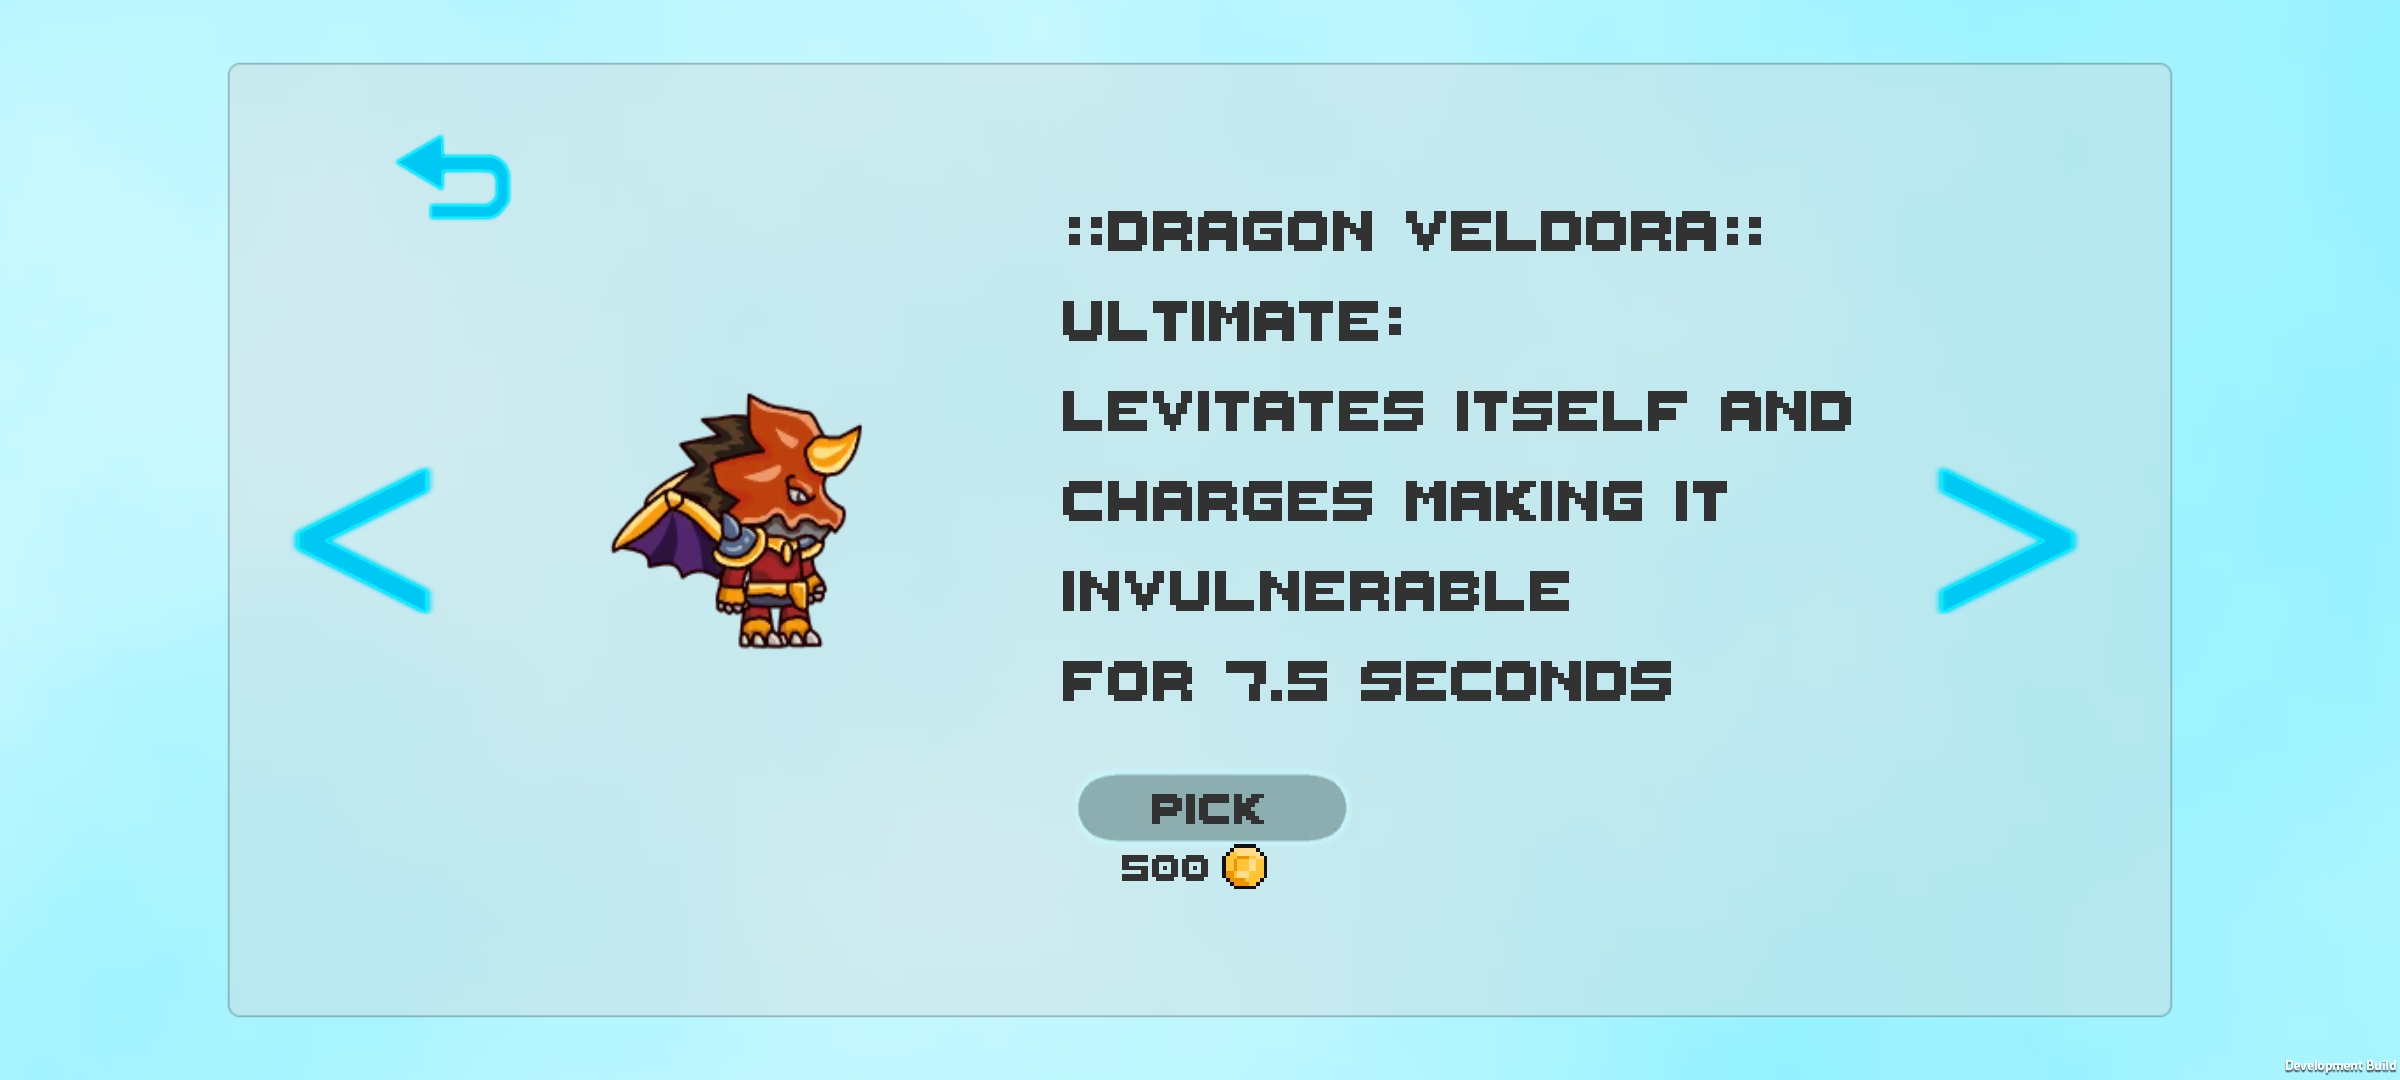 ::DRAGON VELDORA::
ULTIMATE:
LEVITATES ITSELF AND
CHARGES MAKING IT
INVULNERABLE
FOR 7.5 SECONDS
PICK
500
Development Build